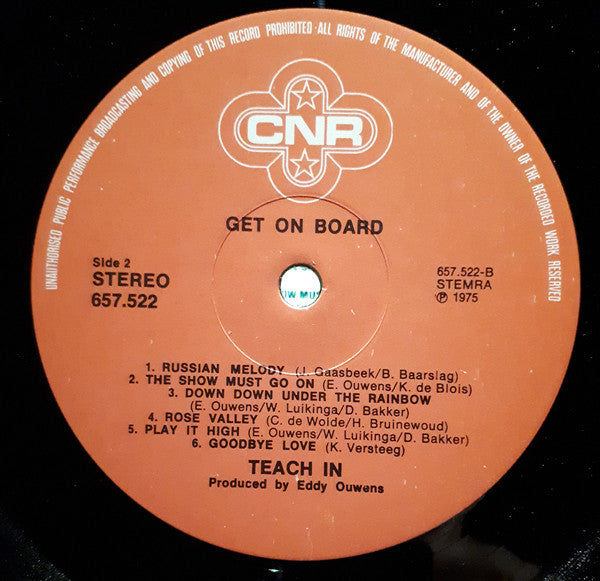 UNAUTHORISED PUBLIC PERFORMANCE BROADCASTING AND COPYING OF THIS RECORD PROHIBITED · ALL RIGHTS OF THE MANUFACTURER AND OF THE OWNER OF THE RECORDED WORK RESERVED
CNR
GET ON BOARD
Side 2
STEREO
657.522
657.522-B
STEMRA
℗ 1975
1. RUSSIAN MELODY (J. Gaasbeek/B. Baarslag)
2. THE SHOW MUST GO ON (E. Ouwens/K. de Blois)
3. DOWN DOWN UNDER THE RAINBOW
(E. Ouwens/W. Luikinga/D. Bakker)
4. ROSE VALLEY (C. de Wolde/H. Bruinewoud)
5. PLAY IT HIGH (E. Ouwens/W. Luikinga/D. Bakker)
6. GOODBYE LOVE (K. Versteeg)
TEACH IN
Produced by Eddy Ouwens